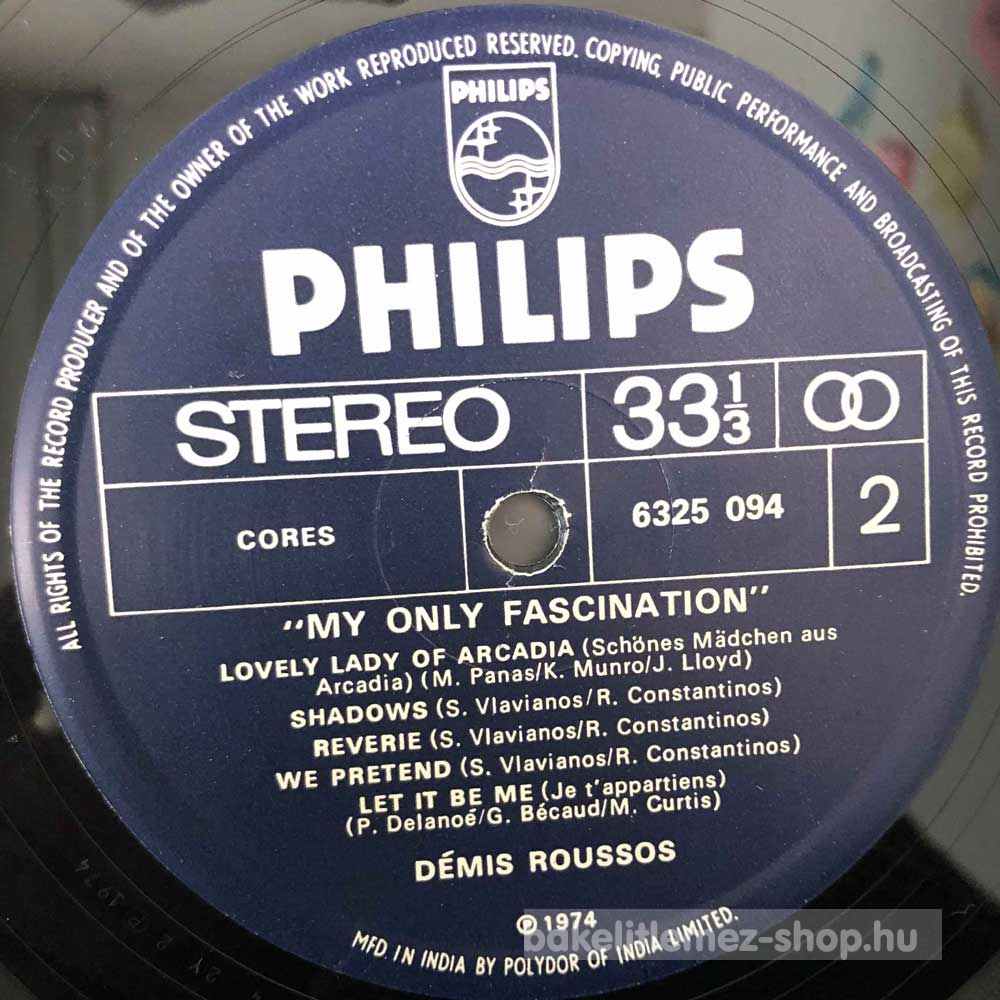 ALL RIGHTS OF THE RECORD PRODUCER AND OF THE OWNER OF THE WORK REPRODUCED RESERVED. COPYING, PUBLIC PERFORMANCE AND BROADCASTING OF THIS RECORD PROHIBITED.
PHILIPS
PHILIPS
STEREO 33 1/3
CORES 6325 094 2
"MY ONLY FASCINATION"
LOVELY LADY OF ARCADIA (Schönes Mädchen aus
Arcadia) (M. Panas/K. Munro/J. Lloyd)
SHADOWS (S. Vlavianos/R. Constantinos)
REVERIE (S. Vlavianos/R. Constantinos)
WE PRETEND (S. Vlavianos/R. Constantinos)
LET IT BE ME (Je t'appartiens)
(P. Delanoé/G. Bécaud/M. Curtis)
DÉMIS ROUSSOS
℗ 1974
bakelitlemez-shop.hu
MFD. IN INDIA BY POLYDOR OF INDIA LIMITED.